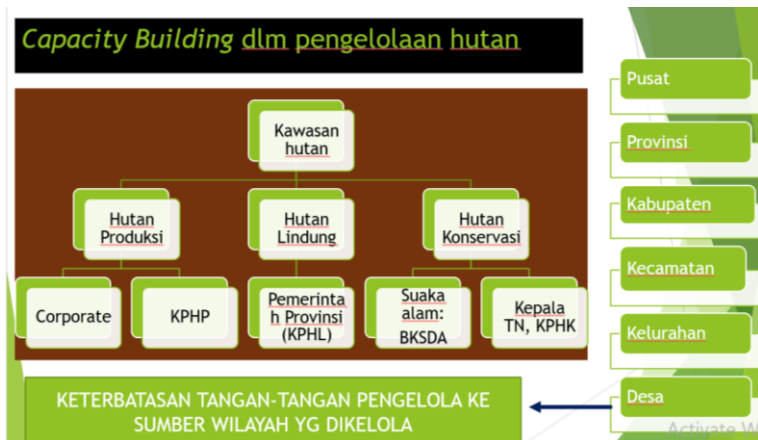 Capacity Building dlm pengelolaan hutan
Kawasan
hutan
Hutan
Produksi
Hutan
Lindung
Hutan
Konservasi
Corporate
KPHP
Pemerinta
h Provinsi
(KPHL)
Suaka
alam:
BKSDA
Kepala
TN, KPHK
KETERBATASAN TANGAN-TANGAN PENGELOLA KE
SUMBER WILAYAH YG DIKELOLA
Pusat
Provinsi
Kabupaten
Kecamatan
Kelurahan
Desa
Activate W